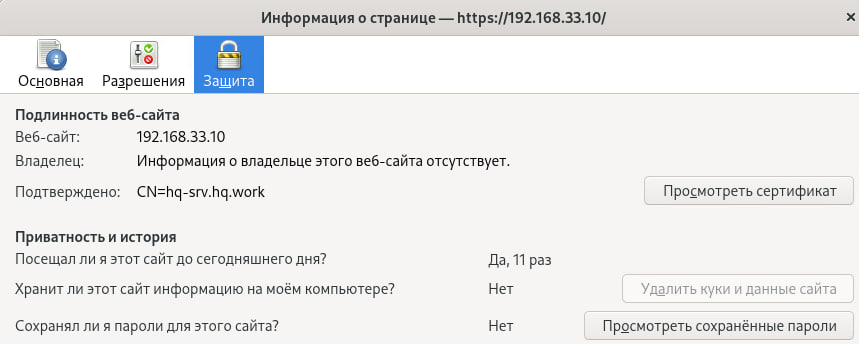 Информация о странице — https://192.168.33.10/
Основная Разрешения Защита
Подлинность веб-сайта
Веб-сайт: 192.168.33.10
Владелец: Информация о владельце этого веб-сайта отсутствует.
Подтверждено: CN=hq-srv.hq.work Просмотреть сертификат
Приватность и история
Посещал ли я этот сайт до сегодняшнего дня? Да, 11 раз
Хранит ли этот сайт информацию на моём компьютере? Нет Удалить куки и данные сайта
Сохранял ли я пароли для этого сайта? Нет Просмотреть сохранённые пароли